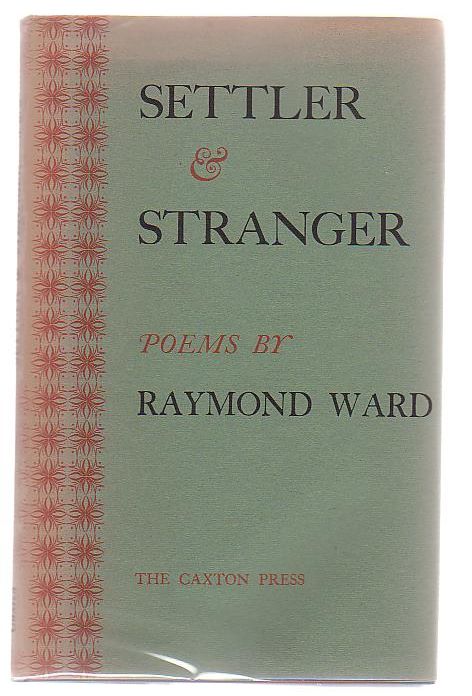 SETTLER
&
STRANGER
POEMS BY
RAYMOND WARD
THE CAXTON PRESS